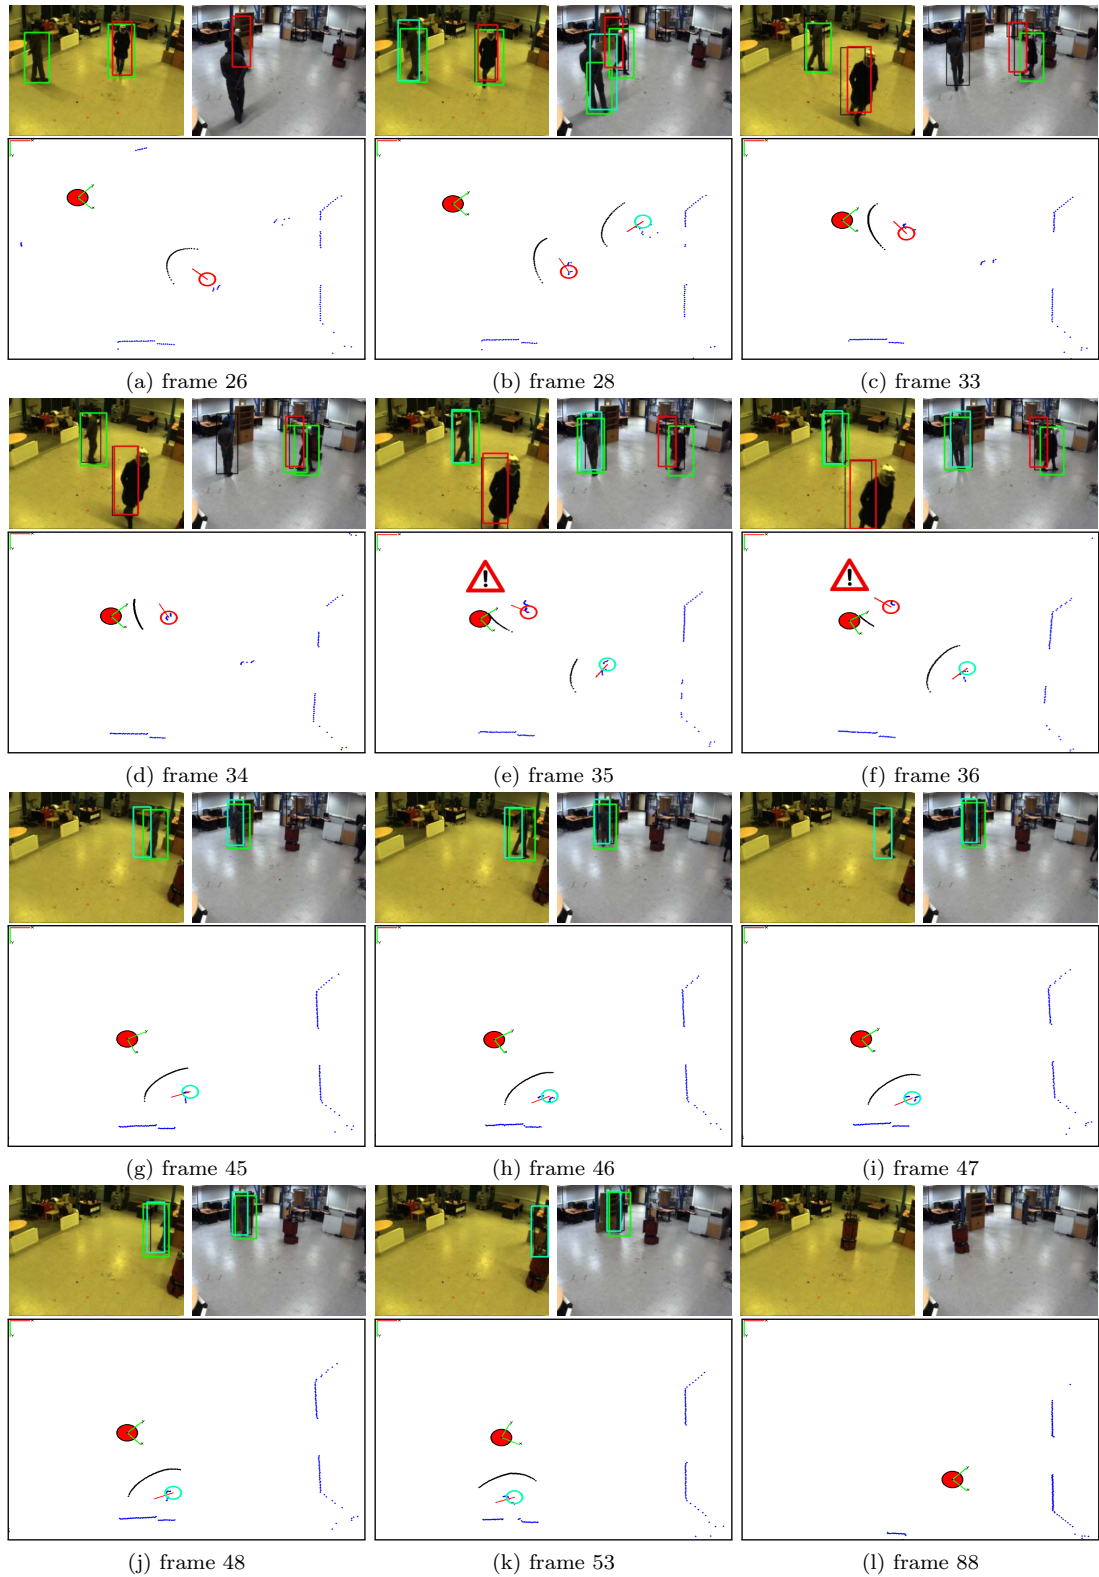 (a) frame 26
(b) frame 28
(c) frame 33
(d) frame 34
(e) frame 35
(f) frame 36
(g) frame 45
(h) frame 46
(i) frame 47
(j) frame 48
(k) frame 53
(l) frame 88